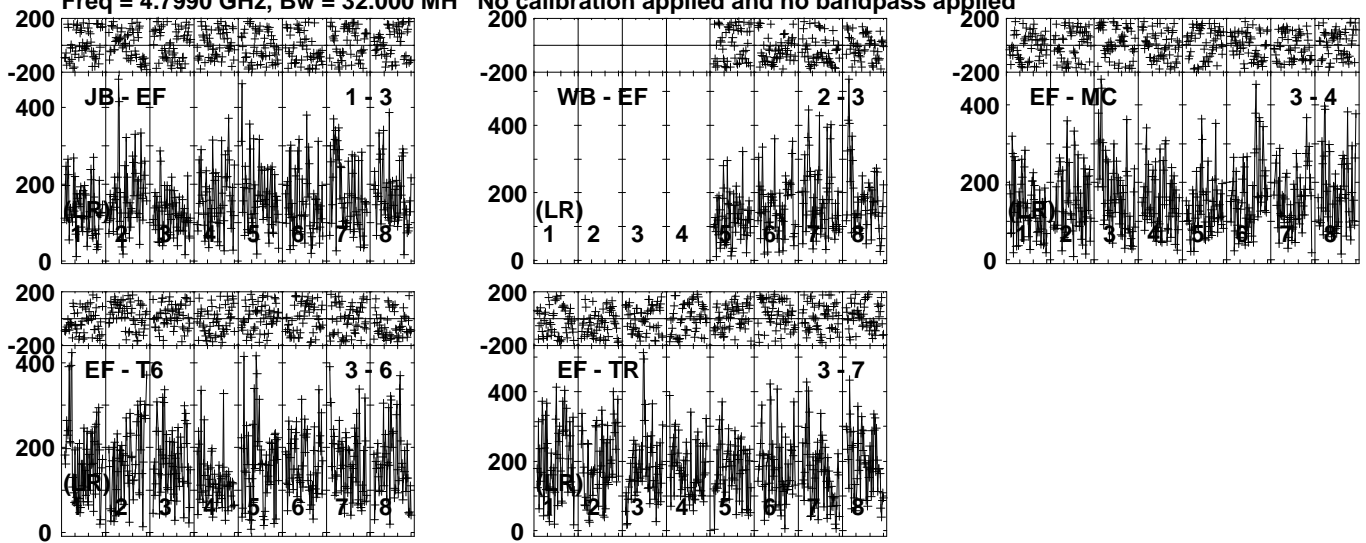 Freq = 4.7990 GHz, Bw = 32.000 MH No calibration applied and no bandpass applied
200
-200
JB - EF 1 - 3
400
200
(LR)
1 2 3 4 5 6 7 8
0
200
-200
WB - EF 2 - 3
400
200
(LR)
1 2 3 4 5 6 7 8
0
200
-200
EF - MC 3 - 4
400
200
(LR)
1 2 3 4 5 6 7 8
0
200
-200
400
EF - T6 3 - 6
200
(LR)
1 2 3 4 5 6 7 8
0
200
-200
EF - TR 3 - 7
400
200
(LR)
1 2 3 4 5 6 7 8
0